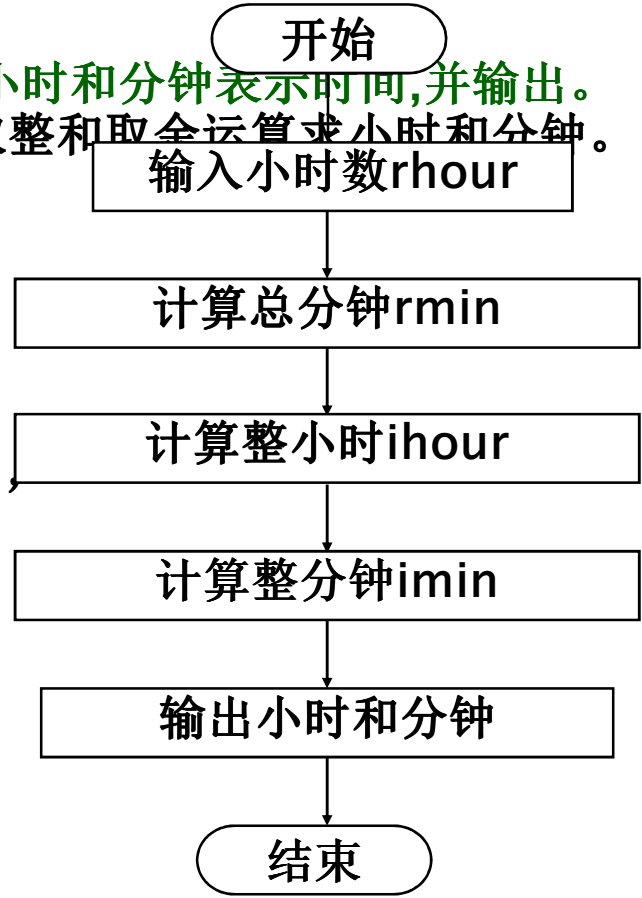 开始
小时和分钟表示时间,并输出。
取整和取余运算求小时和分钟。
输入小时数rhour
计算总分钟rmin
计算整小时ihour
,
计算整分钟imin
输出小时和分钟
结束